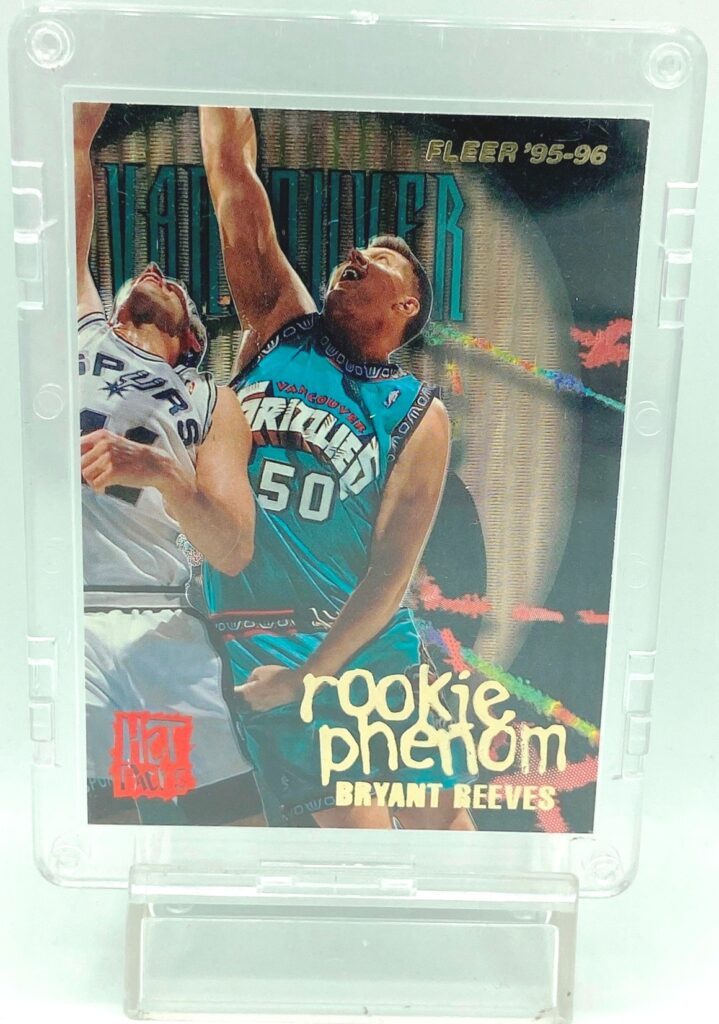 FLEER '95-96
VANCOUVER
SPURS
VANCOUVER
GRIZZLIES
50
rookie
phenom
HOT
PACKS
BRYANT REEVES